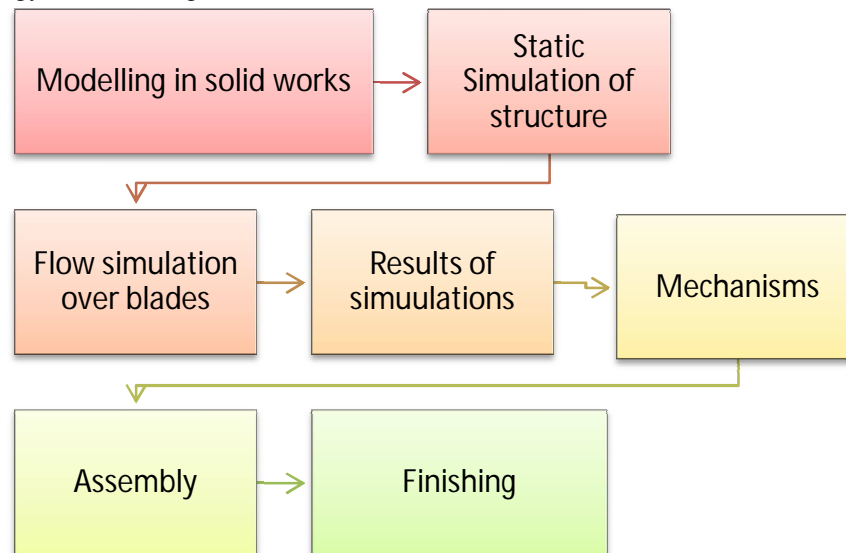 Modelling in solid works
Static
Simulation of
structure
Flow simulation
over blades
Results of
simuulations
Mechanisms
Assembly
Finishing